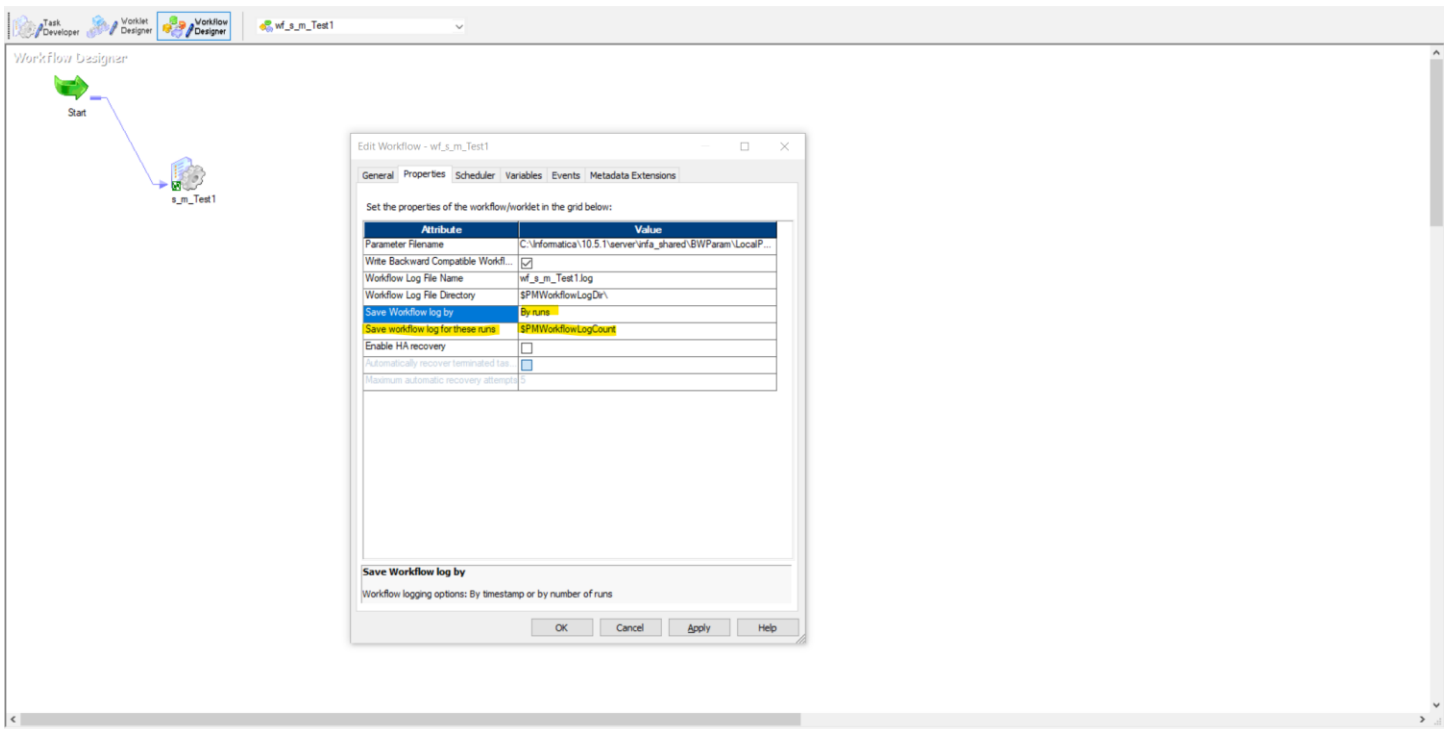 Task Developer
Worklet Designer
Workflow Designer
wf_s_m_Test1
Workflow Designer
Start
s_m_Test1
Edit Workflow - wf_s_m_Test1
General Properties Scheduler Variables Events Metadata Extensions
Set the properties of the workflow/worklet in the grid below:
Attribute Value
Parameter Filename C:\Informatica\10.5.1\server\infa_shared\BWParam\LocalP...
Write Backward Compatible Workfl...
Workflow Log File Name wf_s_m_Test1.log
Workflow Log File Directory $PMWorkflowLogDir\
Save Workflow log by By runs
Save workflow log for these runs $PMWorkflowLogCount
Enable HA recovery
Automatically recover terminated tas...
Maximum automatic recovery attempts 5
Save Workflow log by
Workflow logging options: By timestamp or by number of runs
OK Cancel Apply Help